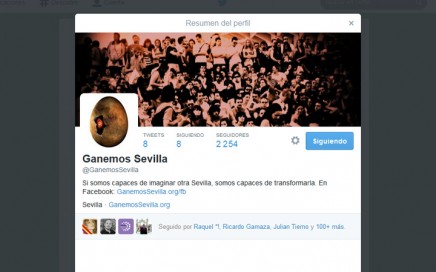 Resumen del perfil
×
TWEETS SIGUIENDO SEGUIDORES
8 8 2 254
Siguiendo
Ganemos Sevilla
@GanemosSevilla
Si somos capaces de imaginar otra Sevilla, somos capaces de transformarla. En
Facebook: GanemosSevilla.org/fb
Sevilla · GanemosSevilla.org
Seguido por Raquel *!, Ricardo Gamaza, Julian Tierno y 100+ más.